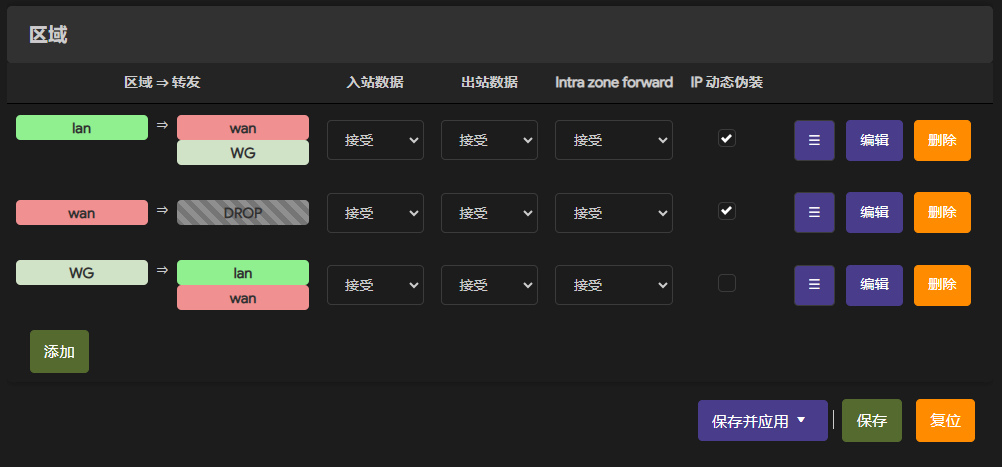 区域
区域 ⇒ 转发 入站数据 出站数据 Intra zone forward IP 动态伪装
lan ⇒ wan 接受 接受 接受 ☰ 编辑 删除
WG
wan ⇒ DROP 接受 接受 接受 ☰ 编辑 删除
WG ⇒ lan 接受 接受 接受 ☰ 编辑 删除
wan
添加
保存并应用 保存 复位